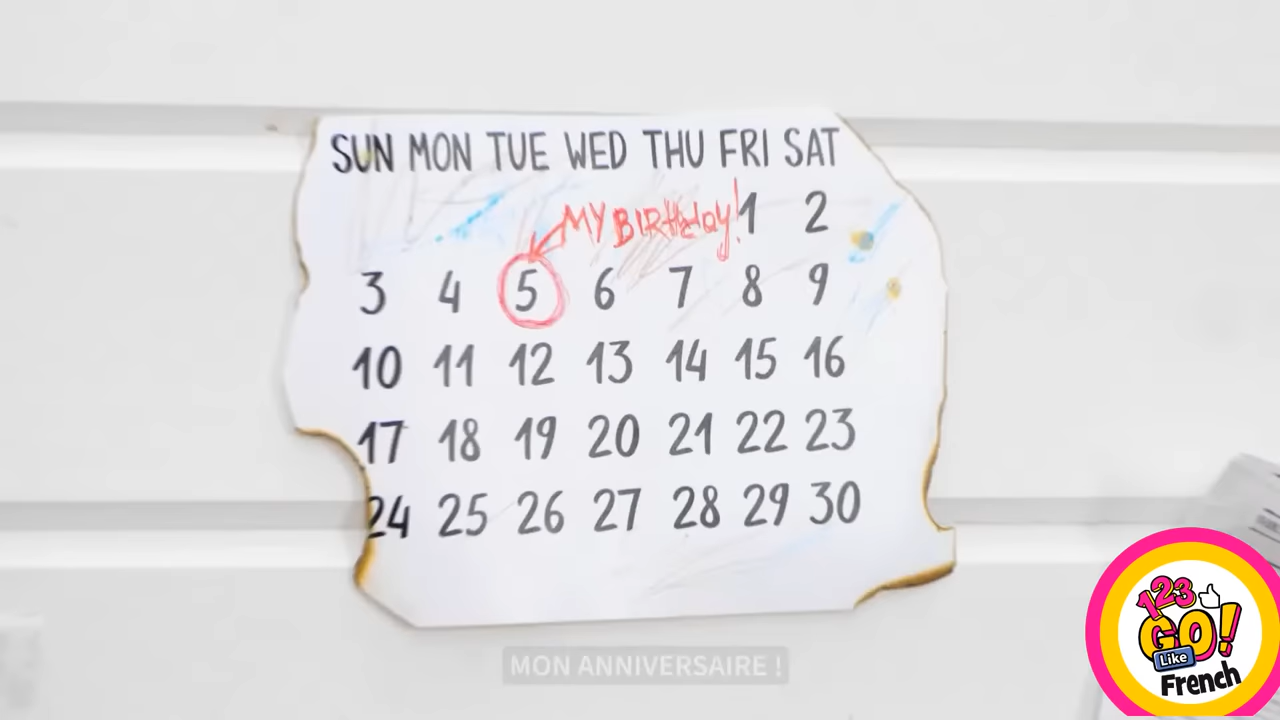 SUN MON TUE WED THU FRI SAT
MY BIRthday!
1 2
3 4 5 6 7 8 9
10 11 12 13 14 15 16
17 18 19 20 21 22 23
24 25 26 27 28 29 30
MON ANNIVERSAIRE !
123
GO!
Like
French